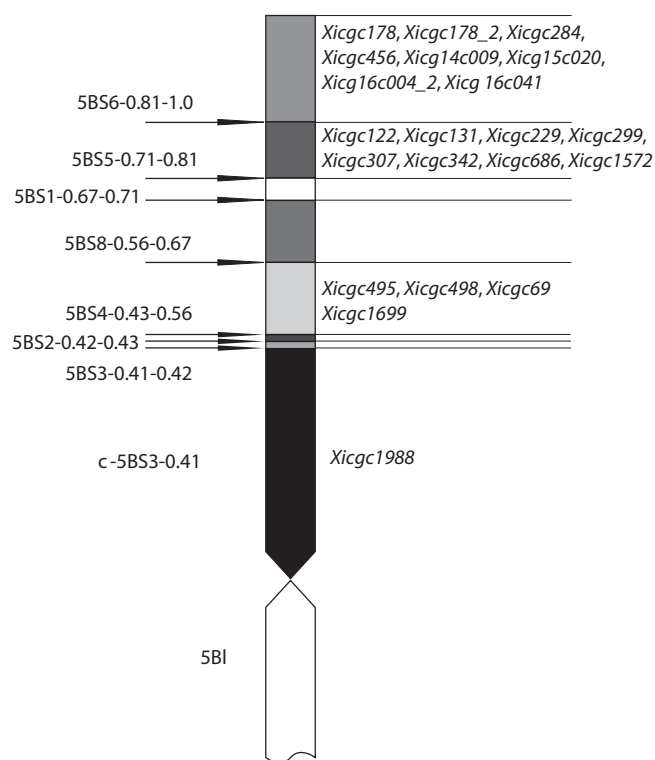 Xicgc178, Xicgc178_2, Xicgc284,
Xicgc456, Xicg14c009, Xicg15c020,
Xicg16c004_2, Xicg 16c041
5BS6-0.81-1.0
Xicgc122, Xicgc131, Xicgc229, Xicgc299,
Xicgc307, Xicgc342, Xicgc686, Xicgc1572
5BS5-0.71-0.81
5BS1-0.67-0.71
5BS8-0.56-0.67
Xicgc495, Xicgc498, Xicgc69
Xicgc1699
5BS4-0.43-0.56
5BS2-0.42-0.43
5BS3-0.41-0.42
c-5BS3-0.41
Xicgc1988
5Bl